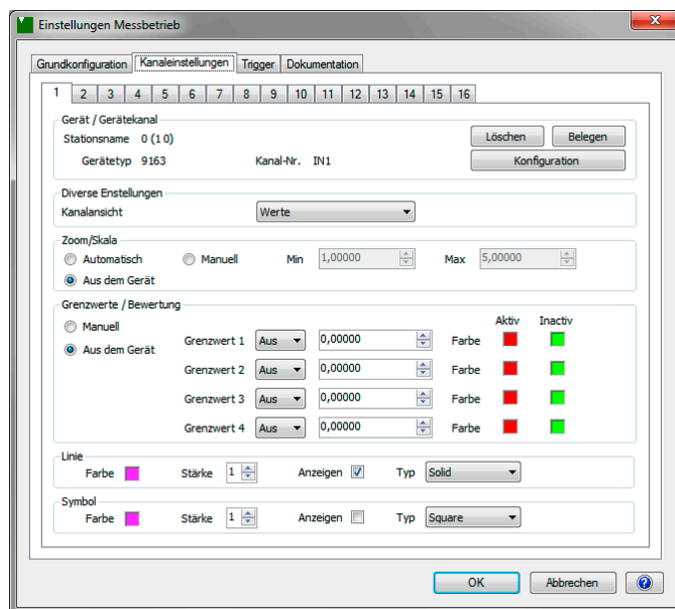 Einstellungen Messbetrieb
Grundkonfiguration Kanaleinstellungen Trigger Dokumentation
1 2 3 4 5 6 7 8 9 10 11 12 13 14 15 16
Gerät / Gerätekanal
Stationsname 0 (1 0) Löschen Belegen
Gerätetyp 9163 Kanal-Nr. IN1 Konfiguration
Diverse Enstellungen
Kanalansicht Werte
Zoom/Skala
Automatisch Manuell Min 1,00000 Max 5,00000
Aus dem Gerät
Grenzwerte / Bewertung
Aktiv Inactiv
Manuell
Grenzwert 1 Aus 0,00000 Farbe
Aus dem Gerät
Grenzwert 2 Aus 0,00000 Farbe
Grenzwert 3 Aus 0,00000 Farbe
Grenzwert 4 Aus 0,00000 Farbe
Linie
Farbe Stärke 1 Anzeigen Typ Solid
Symbol
Farbe Stärke 1 Anzeigen Typ Square
OK Abbrechen ?